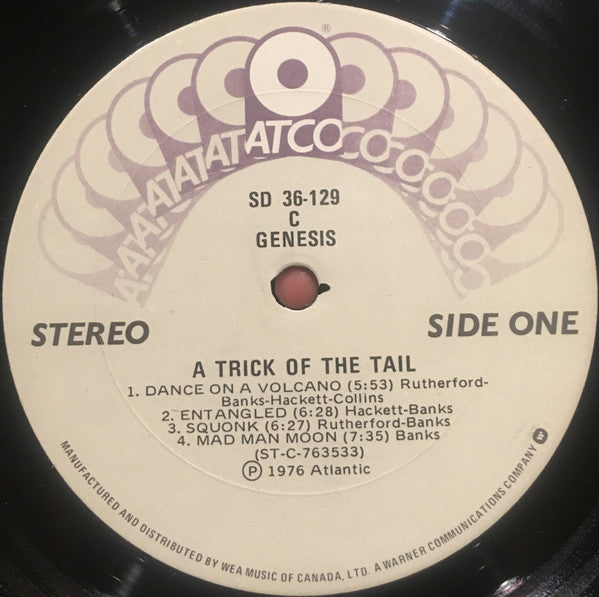 ATCO
®
SD 36-129
C
GENESIS
STEREO
SIDE ONE
A TRICK OF THE TAIL
1. DANCE ON A VOLCANO (5:53) Rutherford-
Banks-Hackett-Collins
2. ENTANGLED (6:28) Hackett-Banks
3. SQUONK (6:27) Rutherford-Banks
4. MAD MAN MOON (7:35) Banks
(ST-C-763533)
℗ 1976 Atlantic
MANUFACTURED AND DISTRIBUTED BY WEA MUSIC OF CANADA, LTD. A WARNER COMMUNICATIONS COMPANY